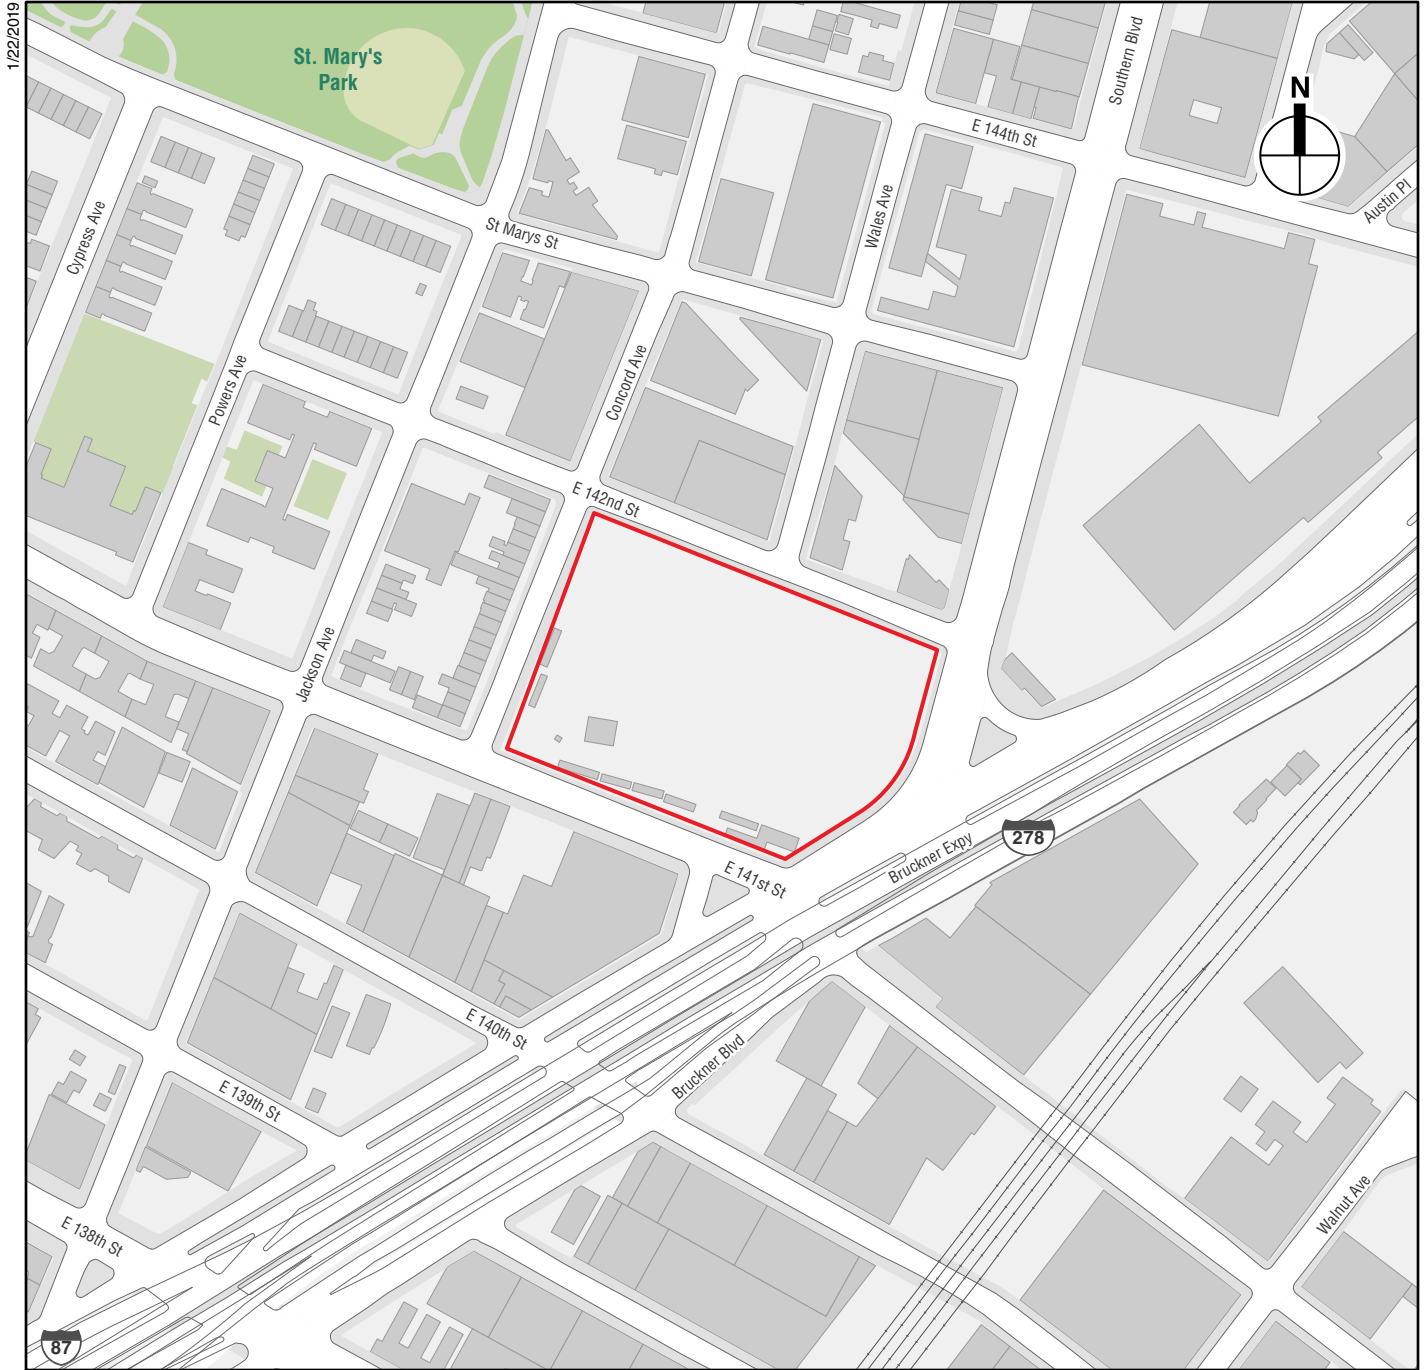 1/22/2019
St. Mary's
Park
Southern Blvd
N
E 144th St
Austin Pl
Cypress Ave
St Marys St
Wales Ave
Powers Ave
Concord Ave
E 142nd St
Jackson Ave
278
Bruckner Expy
E 141st St
E 140th St
Bruckner Blvd
E 139th St
Walnut Ave
E 138th St
87